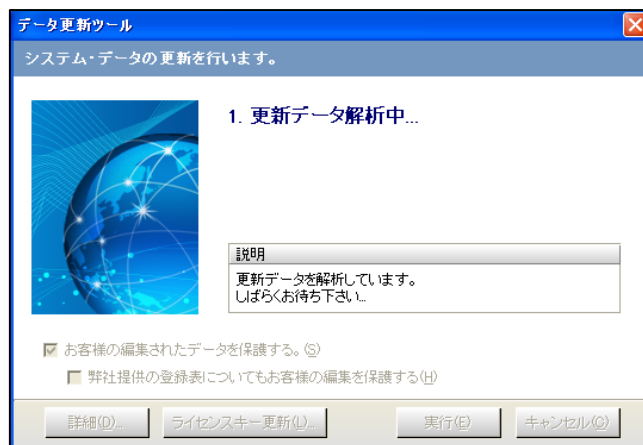 データ更新ツール
システム・データの更新を行います。
1. 更新データ解析中...
説明
更新データを解析しています。
しばらくお待ち下さい...
お客様の編集されたデータを保護する。(S)
弊社提供の登録表についてもお客様の編集を保護する(H)
詳細(D)...
ライセンスキー更新(L)...
実行(E)
キャンセル(C)